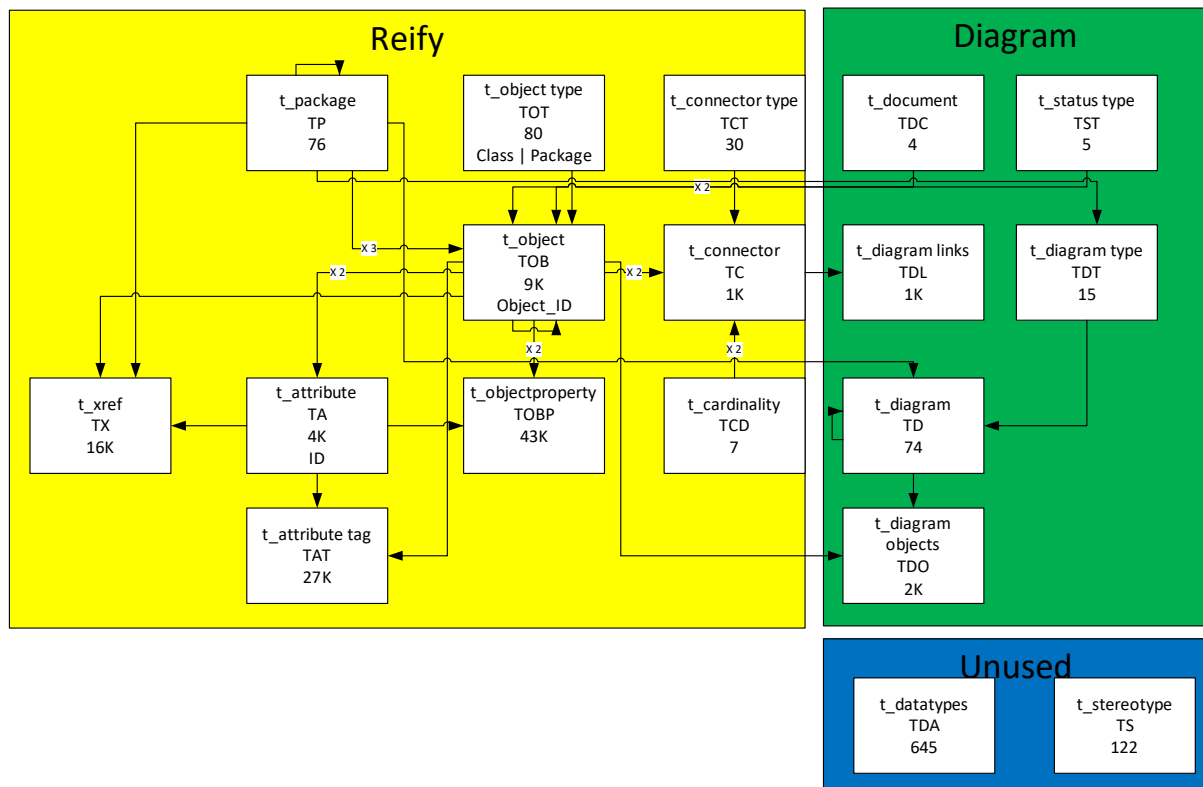 Reify
t_package
TP
76
t_object type
TOT
80
Class | Package
t_connector type
TCT
30
X 2
X 3
t_object
TOB
9K
Object_ID
t_connector
TC
1K
X 2
X 2
X 2
X 2
t_xref
TX
16K
t_attribute
TA
4K
ID
t_objectproperty
TOBP
43K
t_cardinality
TCD
7
t_attribute tag
TAT
27K
Diagram
t_document
TDC
4
t_status type
TST
5
t_diagram links
TDL
1K
t_diagram type
TDT
15
t_diagram
TD
74
t_diagram
objects
TDO
2K
Unused
t_datatypes
TDA
645
t_stereotype
TS
122